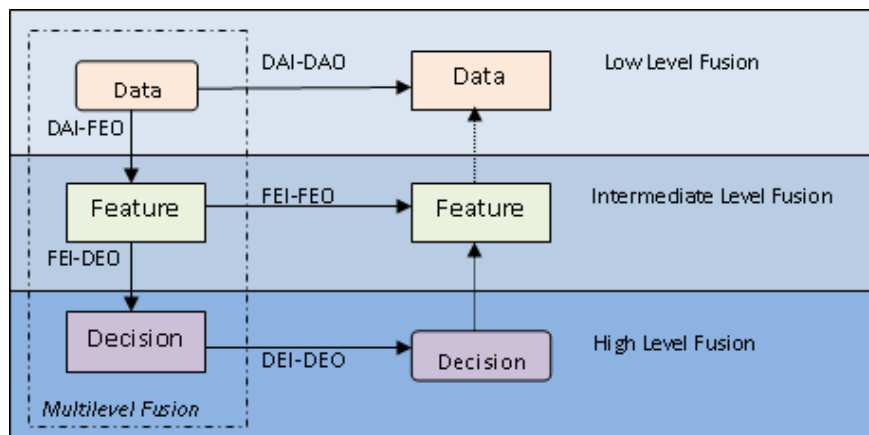 DAI-DAO
Data
Data
Low Level Fusion
DAI-FEO
Feature
FEI-FEO
Feature
Intermediate Level Fusion
FEI-DEO
Decision
DEI-DEO
Decision
High Level Fusion
Multilevel Fusion